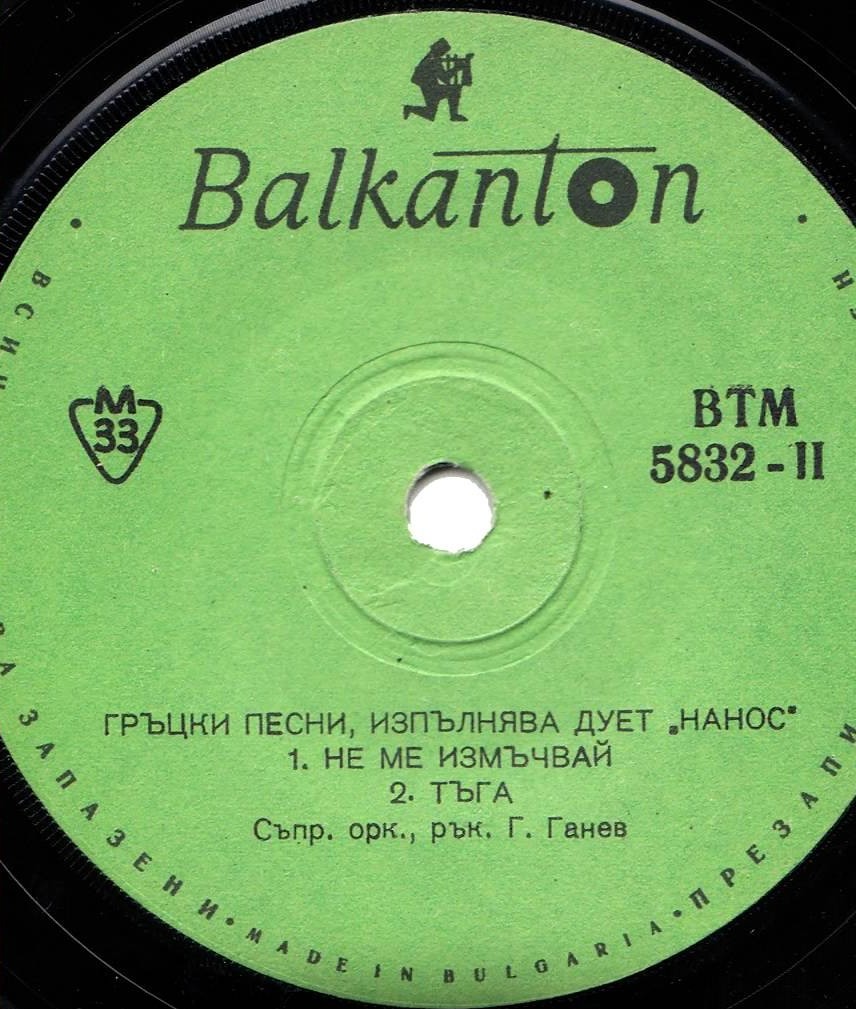 Balkanton
М
33
ВТМ
5832 - II
ГРЪЦКИ ПЕСНИ, ИЗПЪЛНЯВА ДУЕТ „НАНОС"
1. НЕ МЕ ИЗМЪЧВАЙ
2. ТЪГА
Съпр. орк., рък. Г. Ганев
ЗАПАЗЕНИ • MADE IN BULGARIA •